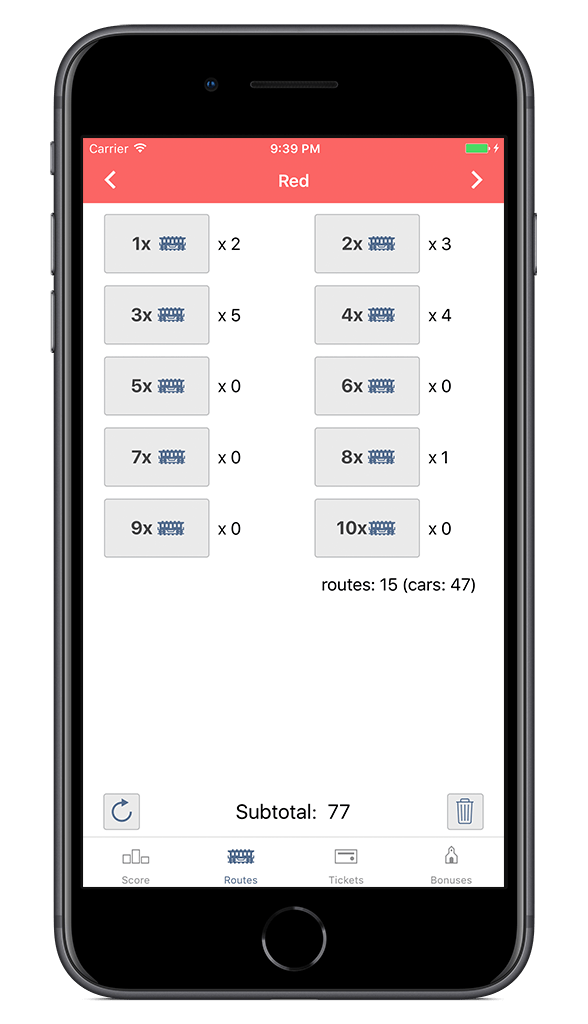 Carrier 9:39 PM
Red
1x x 2 2x x 3
3x x 5 4x x 4
5x x 0 6x x 0
7x x 0 8x x 1
9x x 0 10x x 0
routes: 15 (cars: 47)
Subtotal: 77
Score Routes Tickets Bonuses